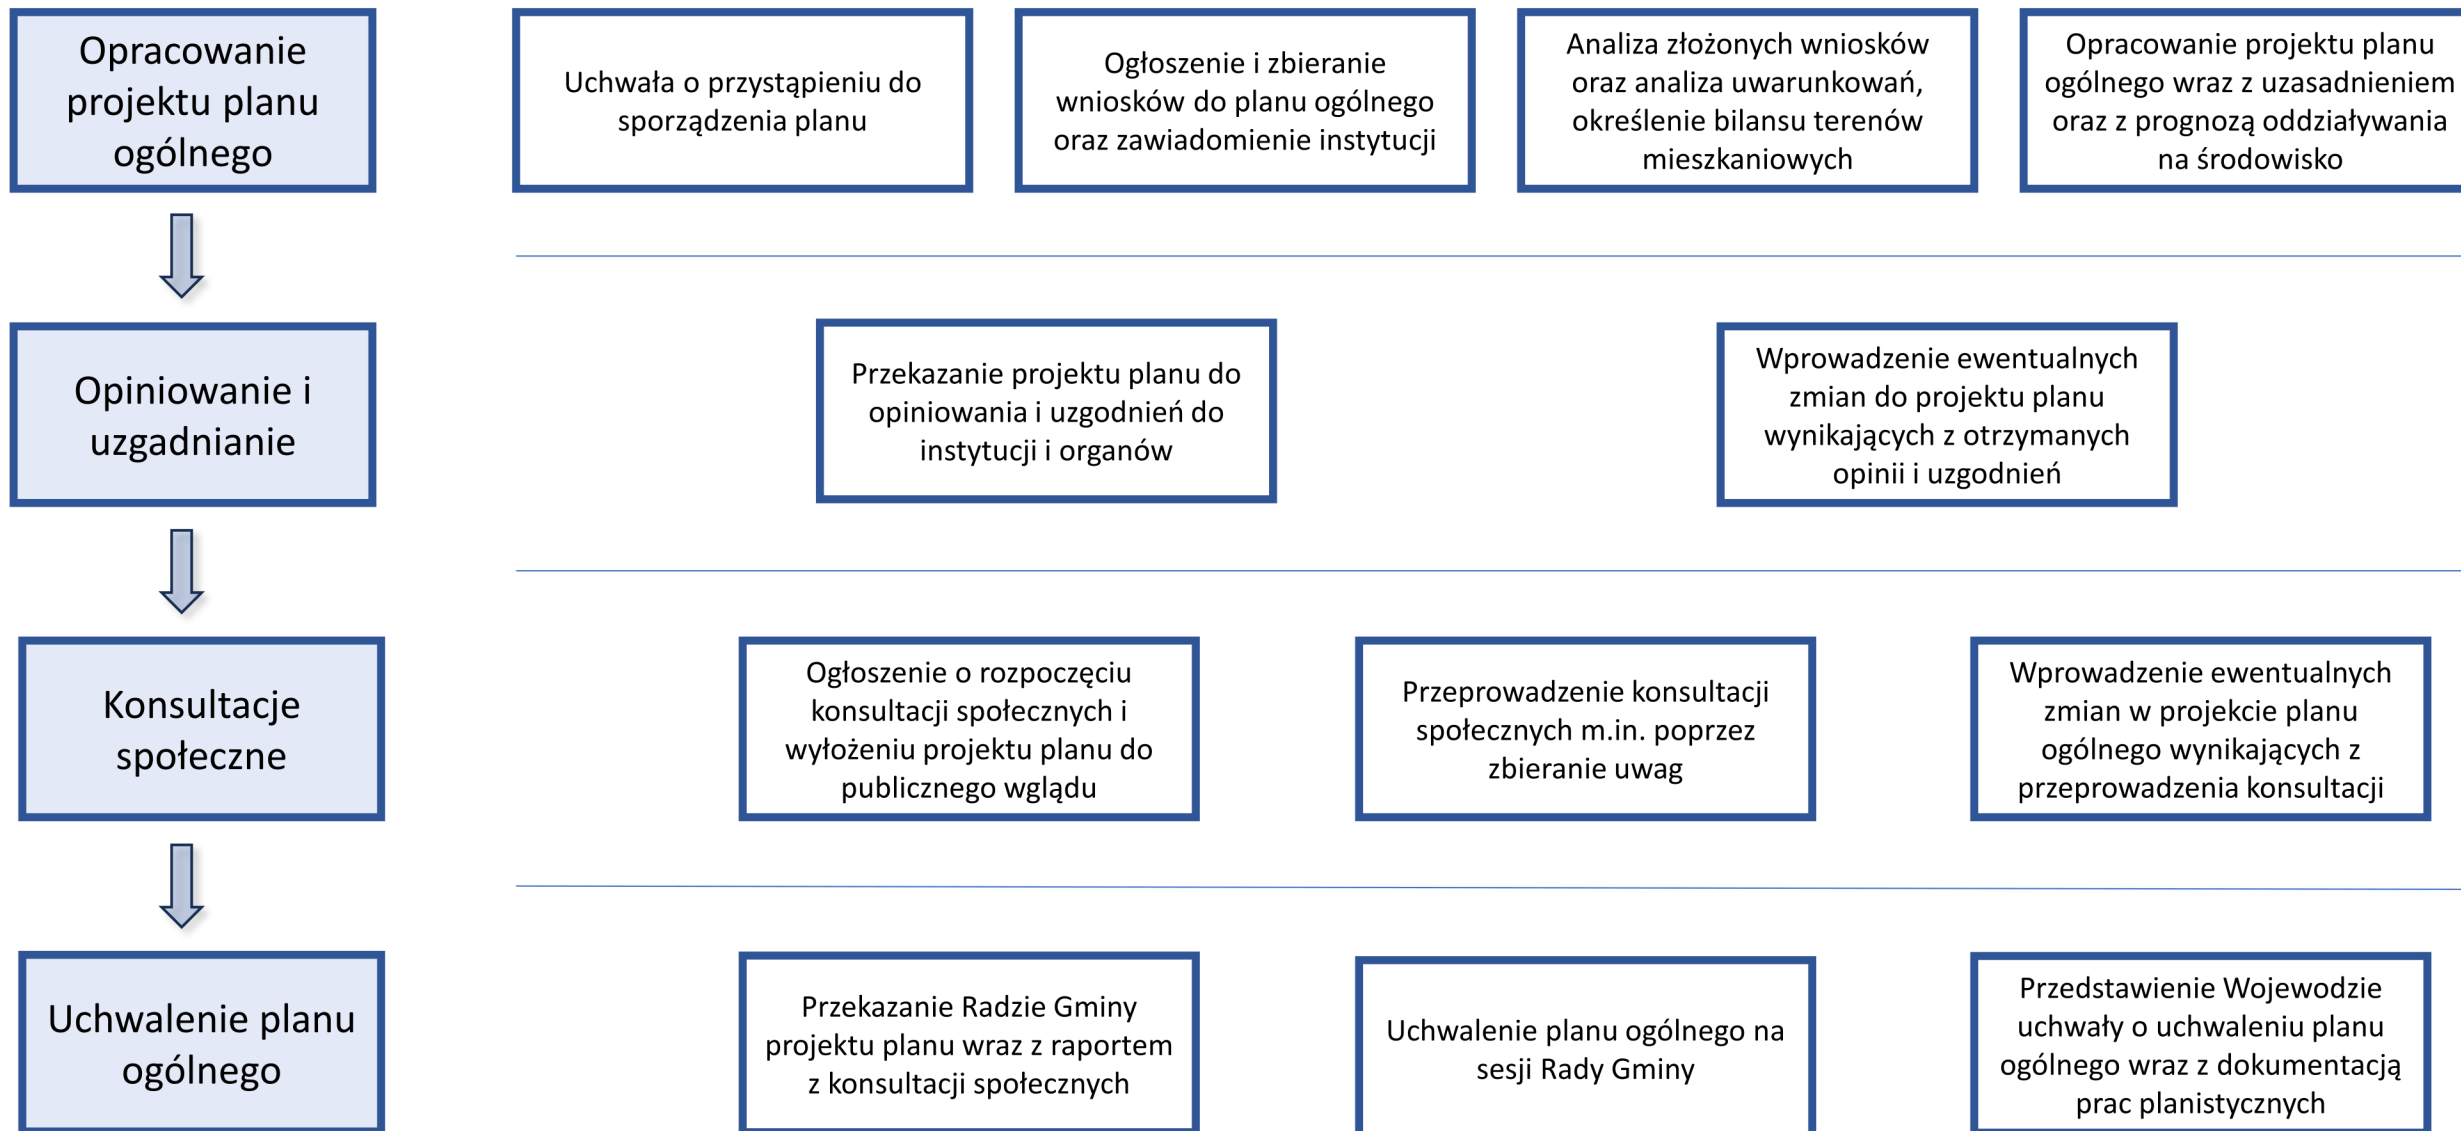 Opracowanie
projektu planu
ogólnego
Uchwała o przystąpieniu do
sporządzenia planu
Ogłoszenie i zbieranie
wniosków do planu ogólnego
oraz zawiadomienie instytucji
Analiza złożonych wniosków
oraz analiza uwarunkowań,
określenie bilansu terenów
mieszkaniowych
Opracowanie projektu planu
ogólnego wraz z uzasadnieniem
oraz z prognozą oddziaływania
na środowisko
Opiniowanie i
uzgadnianie
Przekazanie projektu planu do
opiniowania i uzgodnień do
instytucji i organów
Wprowadzenie ewentualnych
zmian do projektu planu
wynikających z otrzymanych
opinii i uzgodnień
Konsultacje
społeczne
Ogłoszenie o rozpoczęciu
konsultacji społecznych i
wyłożeniu projektu planu do
publicznego wglądu
Przeprowadzenie konsultacji
społecznych m.in. poprzez
zbieranie uwag
Wprowadzenie ewentualnych
zmian w projekcie planu
ogólnego wynikających z
przeprowadzenia konsultacji
Uchwalenie planu
ogólnego
Przekazanie Radzie Gminy
projektu planu wraz z raportem
z konsultacji społecznych
Uchwalenie planu ogólnego na
sesji Rady Gminy
Przedstawienie Wojewodzie
uchwały o uchwaleniu planu
ogólnego wraz z dokumentacją
prac planistycznych